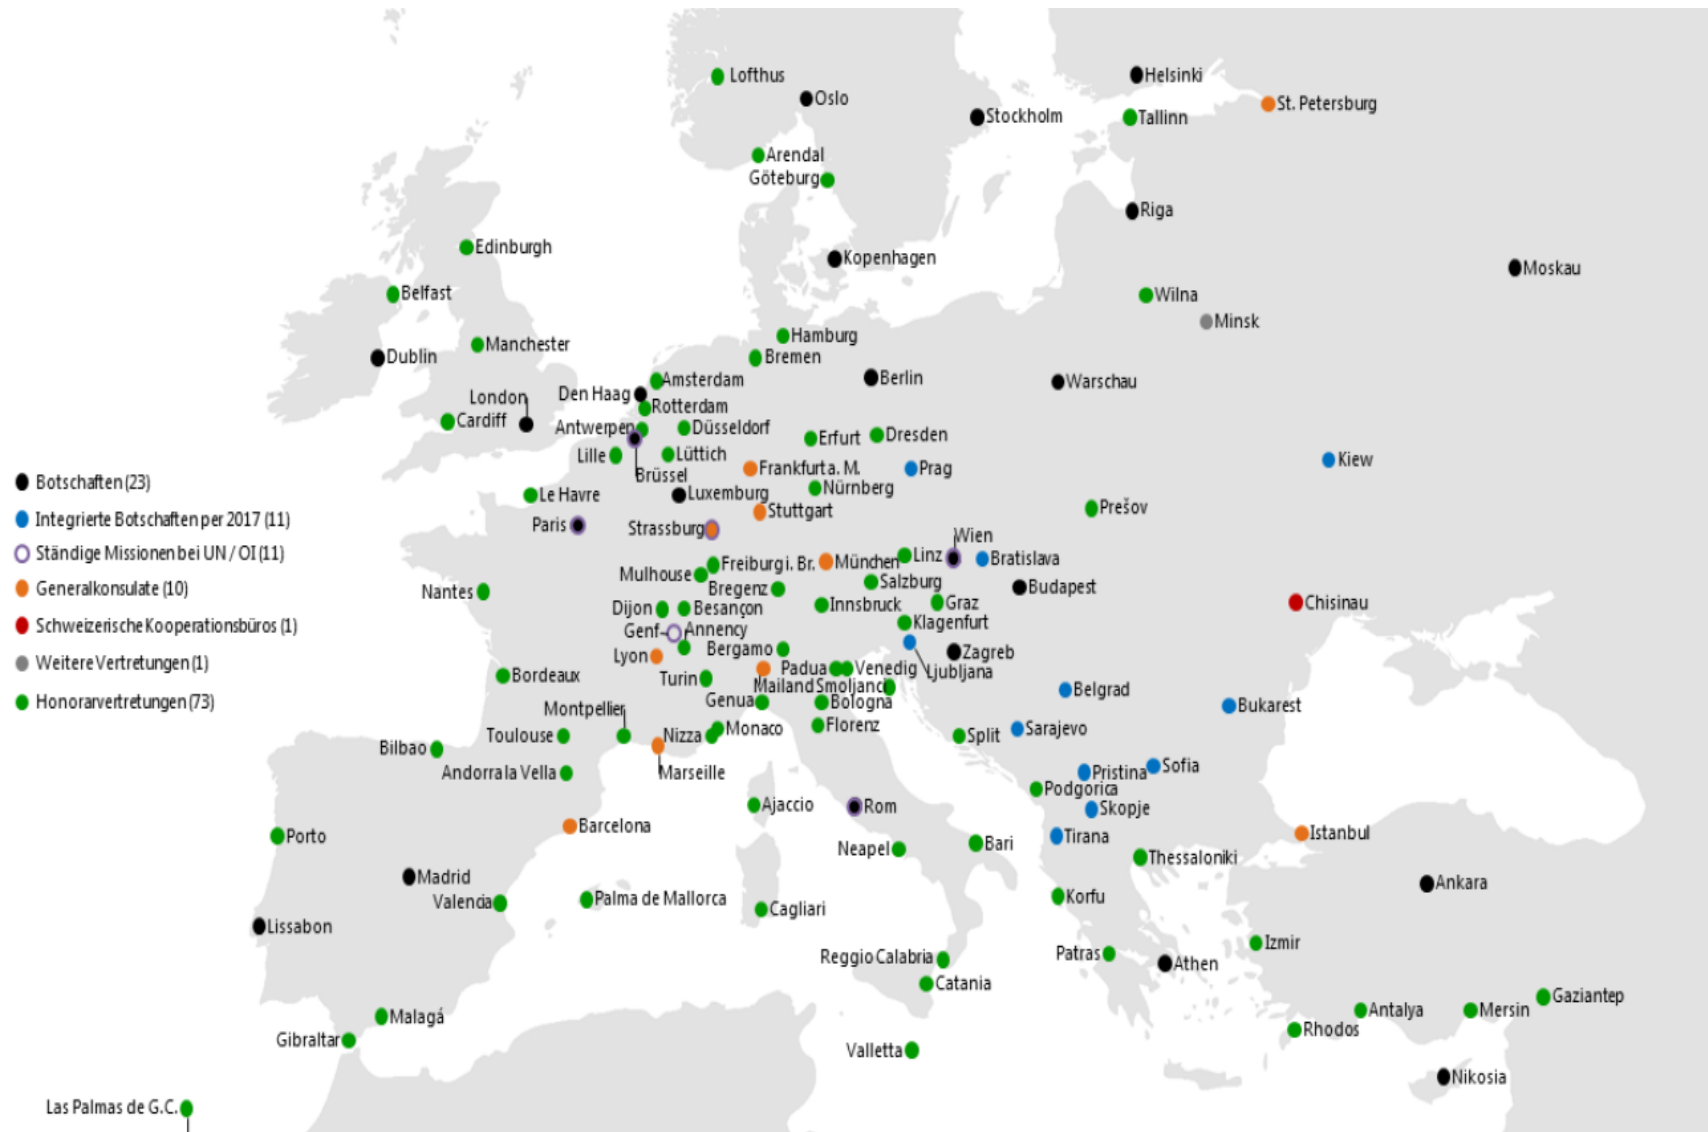 Lofthus
Oslo
Helsinki
St. Petersburg
Stockholm
Tallinn
Arendal
Göteburg
Riga
Edinburgh
Kopenhagen
Moskau
Belfast
Wilna
Minsk
Hamburg
Manchester
Dublin
Bremen
Amsterdam
Berlin
Warschau
Den Haag
London
Rotterdam
Cardiff
Antwerpen
Düsseldorf
Erfurt
Dresden
Lille
Lüttich
Kiew
Brüssel
Frankfurt a. M.
Prag
Botschaften (23)
Le Havre
Luxemburg
Nürnberg
Prešov
Stuttgart
Integrierte Botschaften per 2017 (11)
Paris
Strassburg
Wien
Ständige Missionen bei UN / OI (11)
Linz
Bratislava
Freiburg i. Br.
München
Mulhouse
Salzburg
Generalkonsulate (10)
Bregenz
Budapest
Nantes
Innsbruck
Graz
Chisinau
Dijon
Besançon
Schweizerische Kooperationsbüros (1)
Genf
Annency
Klagenfurt
Bergamo
Zagreb
Lyon
Weitere Vertretungen (1)
Padua
Venedig
Ljubljana
Bordeaux
Turin
Mailand
Smoljanci
Belgrad
Honorarvertretungen (73)
Genua
Bologna
Bukarest
Montpellier
Florenz
Monaco
Sarajevo
Toulouse
Nizza
Split
Bilbao
Andorra la Vella
Marseille
Pristina
Sofia
Podgorica
Ajaccio
Rom
Skopje
Barcelona
Porto
Tirana
Istanbul
Neapel
Bari
Thessaloniki
Madrid
Ankara
Valencia
Palma de Mallorca
Korfu
Cagliari
Lissabon
Izmir
Reggio Calabria
Patras
Athen
Catania
Gaziantep
Malagá
Antalya
Mersin
Gibraltar
Rhodos
Valletta
Nikosia
Las Palmas de G.C.